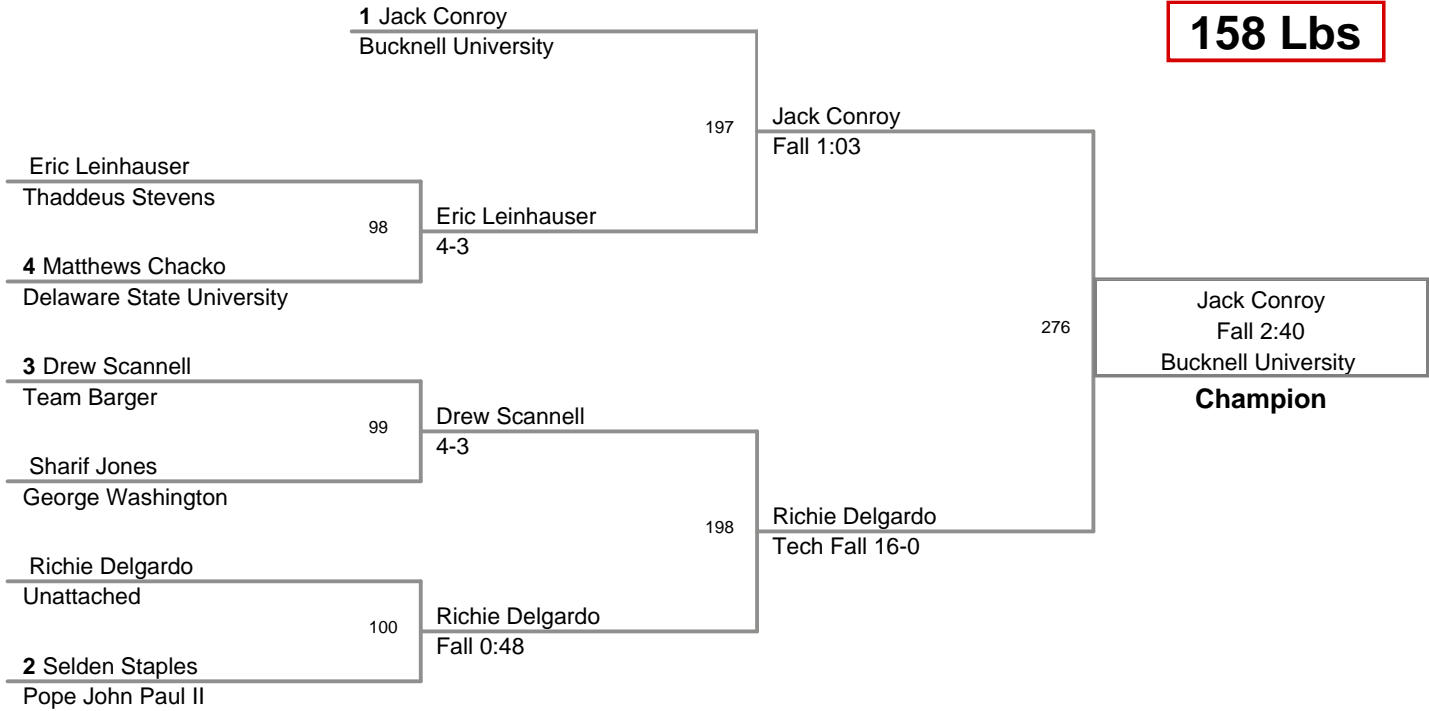 1 Jack Conroy
Bucknell University
158 Lbs
197
Jack Conroy
Fall 1:03
Eric Leinhauser
Thaddeus Stevens
98
Eric Leinhauser
4-3
4 Matthews Chacko
Delaware State University
276
Jack Conroy
Fall 2:40
Bucknell University
Champion
3 Drew Scannell
Team Barger
99
Drew Scannell
4-3
Sharif Jones
George Washington
198
Richie Delgardo
Tech Fall 16-0
Richie Delgardo
Unattached
100
Richie Delgardo
Fall 0:48
2 Selden Staples
Pope John Paul II